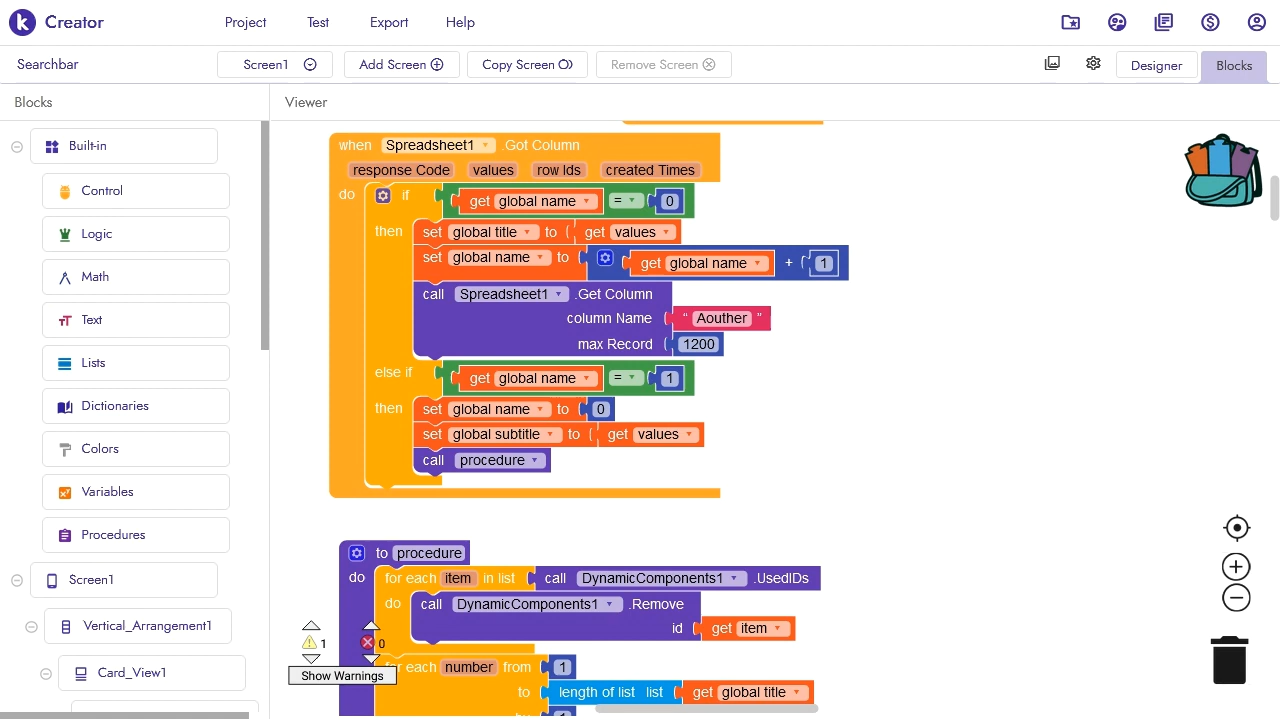 Creator
Project
Test
Export
Help
Searchbar
Screen1
Add Screen
Copy Screen
Remove Screen
Designer
Blocks
Blocks
Viewer
Built-in
Control
Logic
Math
Text
Lists
Dictionaries
Colors
Variables
Procedures
Screen1
Vertical_Arrangement1
Card_View1
when Spreadsheet1 .Got Column
response Code values row Ids created Times
do if get global name = 0
then set global title to get values
set global name to get global name + 1
call Spreadsheet1 .Get Column
column Name “ Aouther ”
max Record 1200
else if get global name = 1
then set global name to 0
set global subtitle to get values
call procedure
to procedure
do for each item in list call DynamicComponents1 .UsedIDs
do call DynamicComponents1 .Remove
id get item
1 0
for each number from 1
Show Warnings
to length of list list get global title